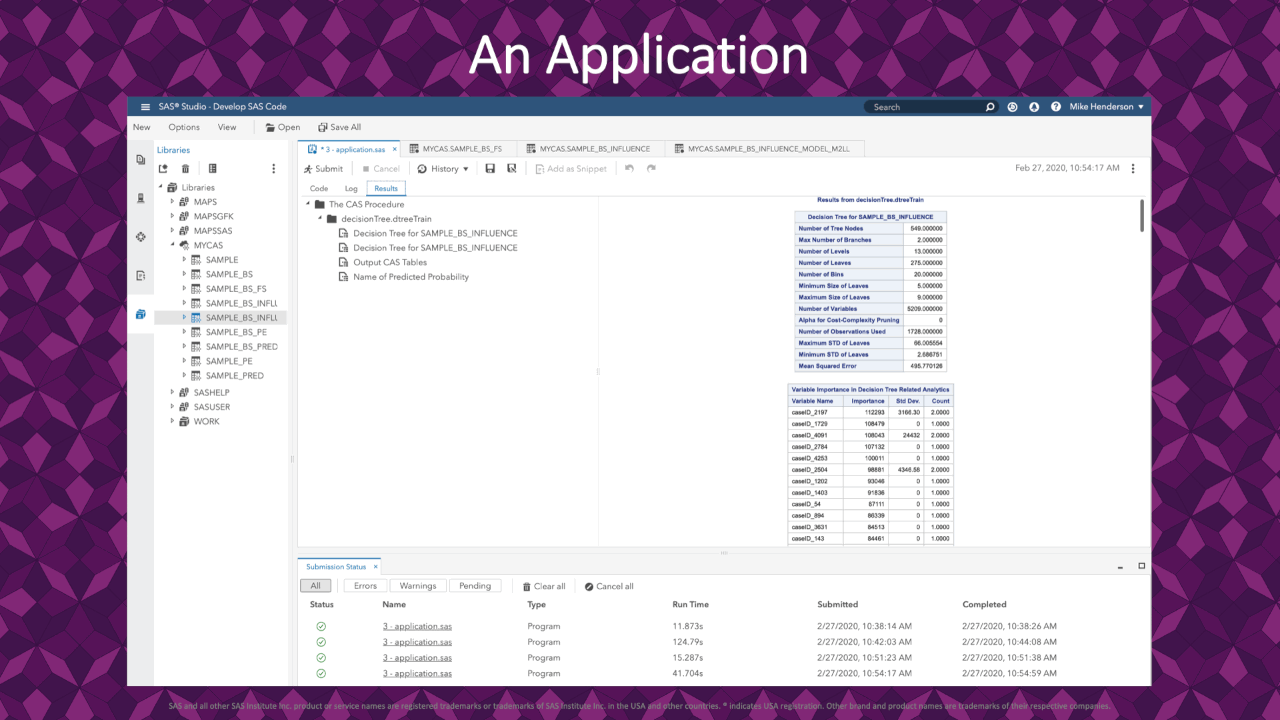 An Application
SAS® Studio - Develop SAS Code
Search
Mike Henderson
New Options View Open Save All
Libraries
* 3 - application.sas × MYCAS.SAMPLE_BS_FS MYCAS.SAMPLE_BS_INFLUENCE MYCAS.SAMPLE_BS_INFLUENCE_MODEL_M2LL
Submit Cancel History Add as Snippet Feb 27, 2020, 10:54:17 AM
Code Log Results
Libraries
MAPS
MAPSGFK
MAPSSAS
MYCAS
SAMPLE
SAMPLE_BS
SAMPLE_BS_FS
SAMPLE_BS_INFLU
SAMPLE_BS_INFLU
SAMPLE_BS_PE
SAMPLE_BS_PRED
SAMPLE_PE
SAMPLE_PRED
SASHELP
SASUSER
WORK
The CAS Procedure
decisionTree.dtreeTrain
Decision Tree for SAMPLE_BS_INFLUENCE
Decision Tree for SAMPLE_BS_INFLUENCE
Output CAS Tables
Name of Predicted Probability
Results from decisionTree.dtreeTrain
Decision Tree for SAMPLE_BS_INFLUENCE
Number of Tree Nodes 549.000000
Max Number of Branches 2.000000
Number of Levels 13.000000
Number of Leaves 275.000000
Number of Bins 20.000000
Minimum Size of Leaves 5.000000
Maximum Size of Leaves 9.000000
Number of Variables 5209.000000
Alpha for Cost-Complexity Pruning 0
Number of Observations Used 1728.000000
Maximum STD of Leaves 66.005554
Minimum STD of Leaves 2.686751
Mean Squared Error 495.770128
Variable Importance in Decision Tree Related Analytics
Variable Name Importance Std Dev. Count
caseID_2197 112293 3166.30 2.0000
caseID_1729 108479 0 1.0000
caseID_4091 108043 24432 2.0000
caseID_2784 107132 0 1.0000
caseID_4253 100011 0 1.0000
caseID_2504 98881 4346.56 2.0000
caseID_1202 93046 0 1.0000
caseID_1403 91836 0 1.0000
caseID_54 87111 0 1.0000
caseID_894 86339 0 1.0000
caseID_3631 84513 0 1.0000
caseID_143 84461 0 1.0000
Submission Status ×
All Errors Warnings Pending Clear all Cancel all
Status Name Type Run Time Submitted Completed
3 - application.sas Program 11.873s 2/27/2020, 10:38:14 AM 2/27/2020, 10:38:26 AM
3 - application.sas Program 124.79s 2/27/2020, 10:42:03 AM 2/27/2020, 10:44:08 AM
3 - application.sas Program 15.287s 2/27/2020, 10:51:23 AM 2/27/2020, 10:51:38 AM
3 - application.sas Program 41.704s 2/27/2020, 10:54:17 AM 2/27/2020, 10:54:59 AM
SAS and all other SAS Institute Inc. product or service names are registered trademarks or trademarks of SAS Institute Inc. in the USA and other countries. ® indicates USA registration. Other brand and product names are trademarks of their respective companies.